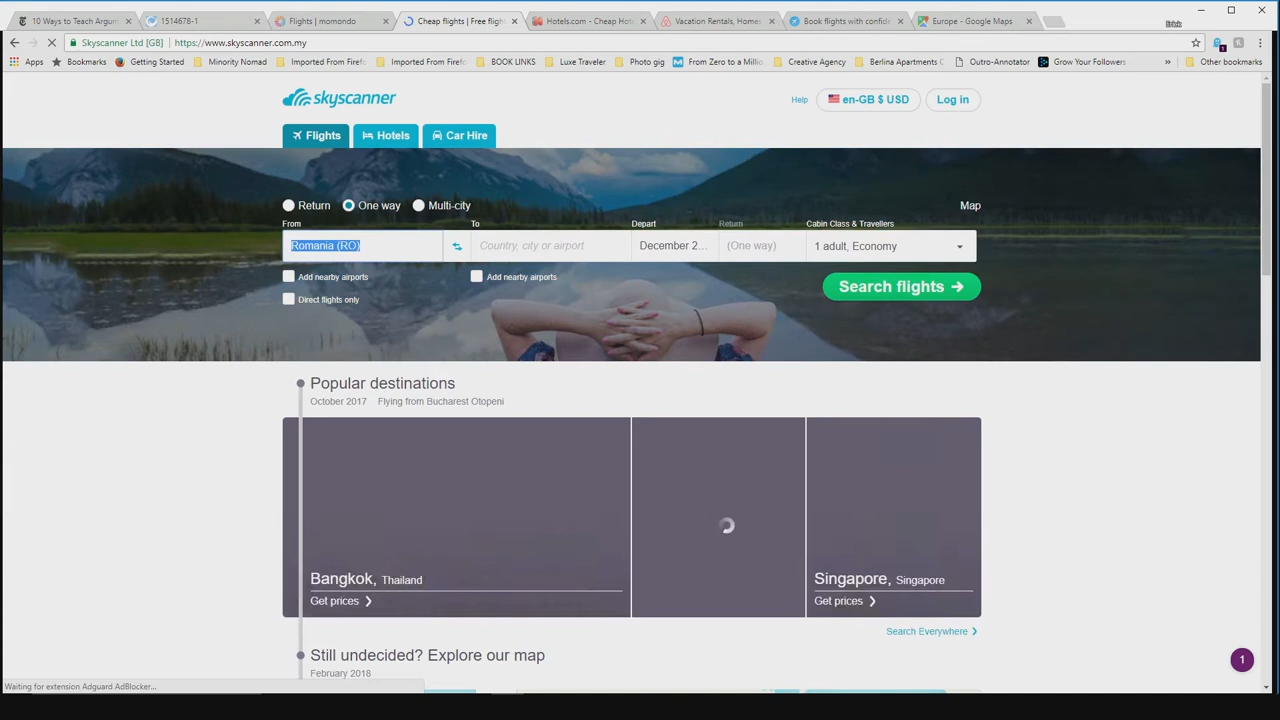 10 Ways to Teach Argum
1514678-1
Flights | momondo
Cheap flights | Free flight
Hotels.com - Cheap Hote
Vacation Rentals, Homes
Book flights with confide
Europe - Google Maps
Skyscanner Ltd [GB]
https://www.skyscanner.com.my
1
Apps
Bookmarks
Getting Started
Minority Nomad
Imported From Firefo
Imported From Firefo
BOOK LINKS
Luxe Traveler
Photo gig
From Zero to a Millio
Creative Agency
Berlina Apartments C
Outro-Annotator
Grow Your Followers
»
Other bookmarks
skyscanner
Help
en-GB $ USD
Log in
Flights
Hotels
Car Hire
Return
One way
Multi-city
Map
From
To
Depart
Return
Cabin Class & Travellers
Romania (RO)
Country, city or airport
December 2...
(One way)
1 adult, Economy
Add nearby airports
Add nearby airports
Search flights
Direct flights only
Popular destinations
October 2017
Flying from Bucharest Otopeni
Bangkok, Thailand
Get prices
Singapore, Singapore
Get prices
Search Everywhere
Still undecided? Explore our map
February 2018
1
Waiting for extension Adguard AdBlocker...